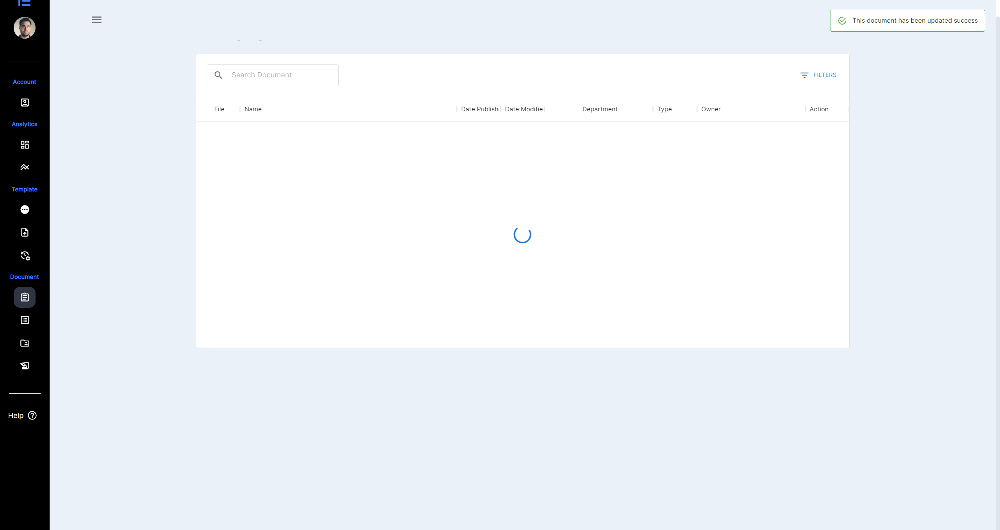 This document has been updated success
Search Document
FILTERS
File
Name
Date Publish
Date Modifie
Department
Type
Owner
Action
Account
Analytics
Template
Document
Help